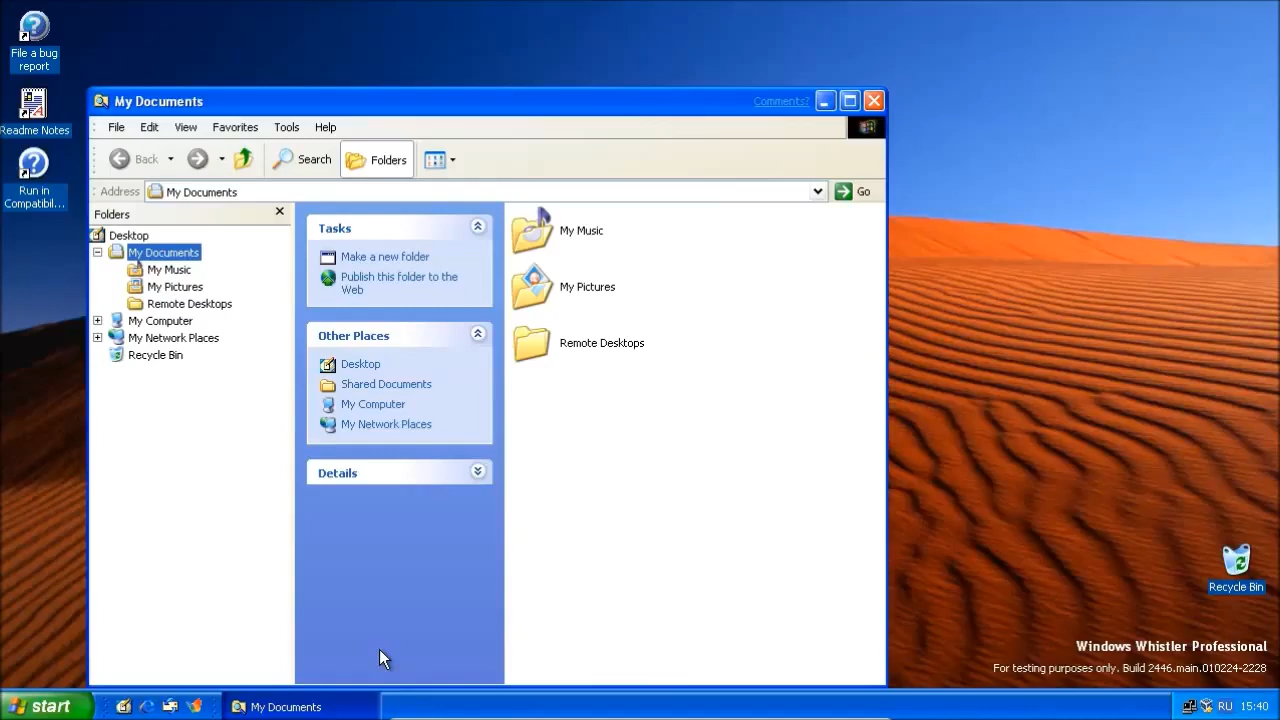 File a bug
report
Readme Notes
Run in
Compatibil...
My Documents
Comments?
File Edit View Favorites Tools Help
Back Search Folders
Address My Documents Go
Folders
Desktop
My Documents
My Music
My Pictures
Remote Desktops
My Computer
My Network Places
Recycle Bin
Tasks
Make a new folder
Publish this folder to the
Web
Other Places
Desktop
Shared Documents
My Computer
My Network Places
Details
My Music
My Pictures
Remote Desktops
Recycle Bin
Windows Whistler Professional
For testing purposes only. Build 2446.main.010224-2228
start My Documents RU 15:40